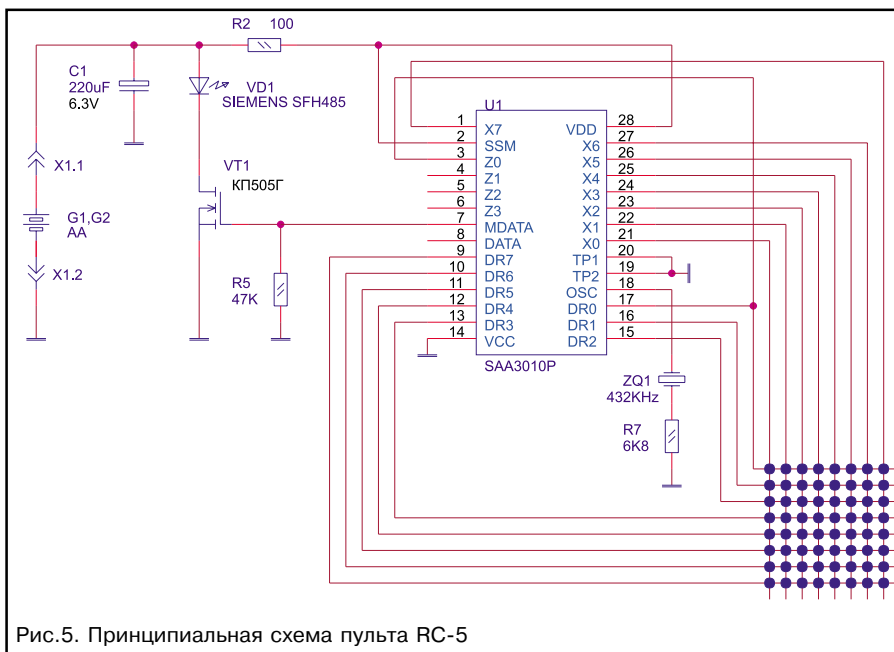 R2 100
C1
220uF
6.3V
VD1
SIEMENS SFH485
X1.1
VT1
КП505Г
G1,G2
AA
X1.2
R5
47K
U1
1 X7 VDD 28
2 SSM X6 27
3 Z0 X5 26
4 Z1 X4 25
5 Z2 X3 24
6 Z3 X2 23
7 MDATA X1 22
8 DATA X0 21
9 DR7 TP1 20
10 DR6 TP2 19
11 DR5 OSC 18
12 DR4 DR0 17
13 DR3 DR1 16
14 VCC DR2 15
SAA3010P
ZQ1
432KHz
R7
6K8
Рис.5. Принципиальная схема пульта RC-5